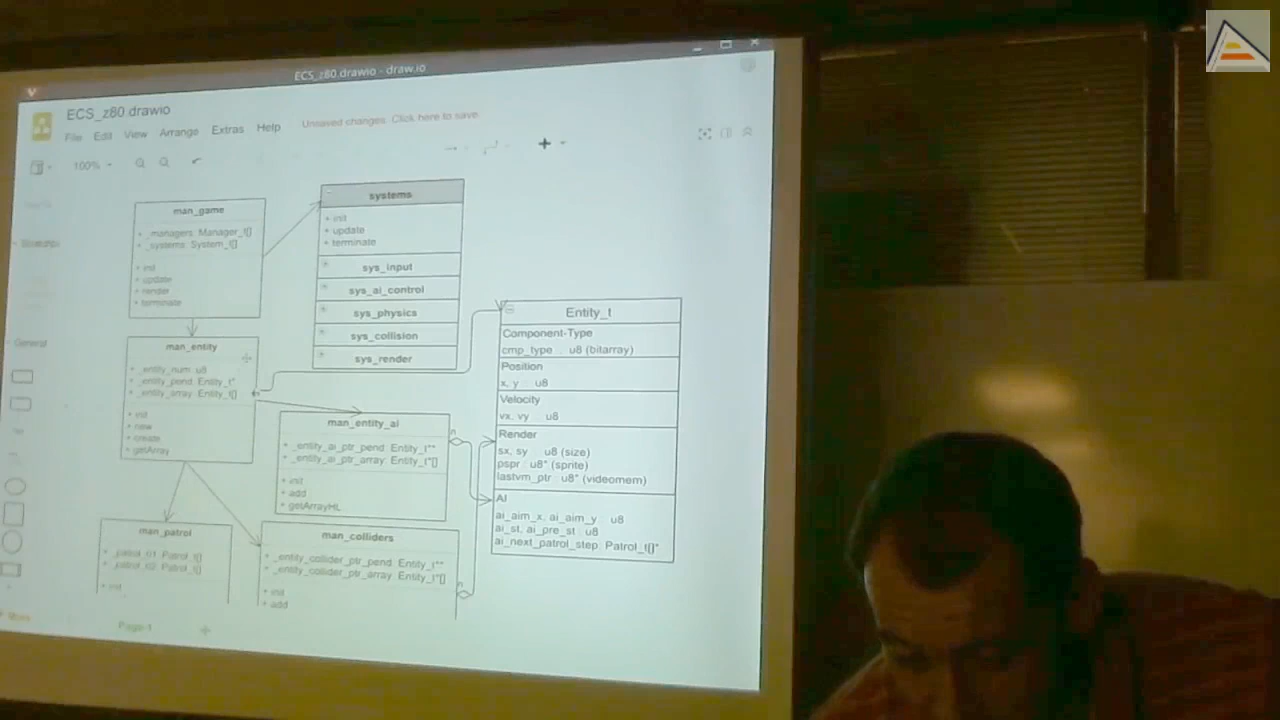 ECS_z80.drawio - draw.io
ECS_z80.drawio
File Edit View Arrange Extras Help
Unsaved changes. Click here to save.
100%
man_game
+ _managers: Manager_t[]
+ _systems: System_t[]
+ init
+ update
+ render
+ terminate
systems
+ init
+ update
+ terminate
sys_input
sys_ai_control
sys_physics
sys_collision
sys_render
man_entity
+ _entity_num: u8
+ _entity_pend: Entity_t*
+ _entity_array: Entity_t[]
+ init
+ new
+ create
+ getArray
Entity_t
Component-Type
cmp_type : u8 (bitarray)
Position
x, y : u8
Velocity
vx, vy : u8
Render
sx, sy : u8 (size)
pspr : u8* (sprite)
lastvm_ptr : u8* (videomem)
AI
ai_aim_x, ai_aim_y : u8
ai_st, ai_pre_st : u8
ai_next_patrol_step: Patrol_t[]*
man_entity_ai
+ _entity_ai_ptr_pend: Entity_t**
+ _entity_ai_ptr_array: Entity_t*[]
+ init
+ add
+ getArrayHL
n
man_patrol
+ _patrol_01: Patrol_t[]
+ _patrol_02: Patrol_t[]
+ init
man_colliders
+ _entity_collider_ptr_pend: Entity_t**
+ _entity_collider_ptr_array: Entity_t*[]
+ init
+ add
n
General
More
Page-1